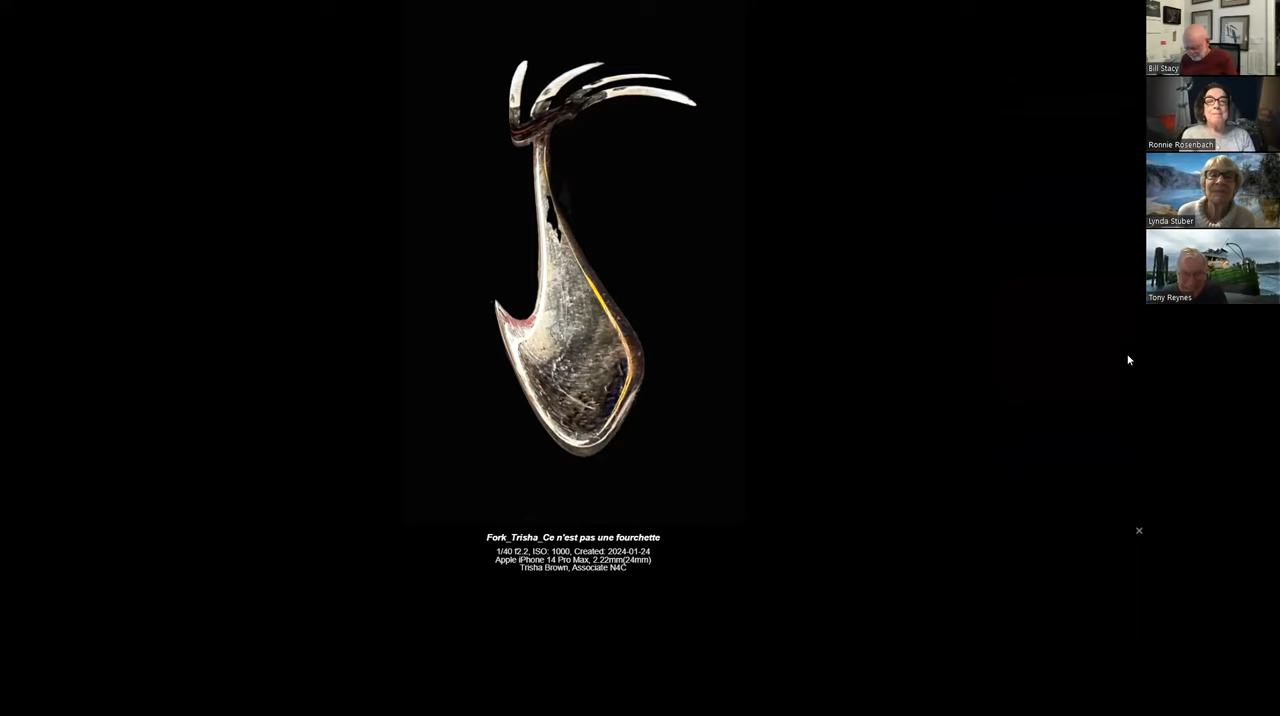 Bill Stacy
Ronnie Rosenbach
Lynda Stuber
Tony Reynes
Fork_Trisha_Ce n'est pas une fourchette
1/40 f2.2, ISO: 1000, Created: 2024-01-24
Apple iPhone 14 Pro Max, 2.22mm(24mm)
Trisha Brown, Associate N4C